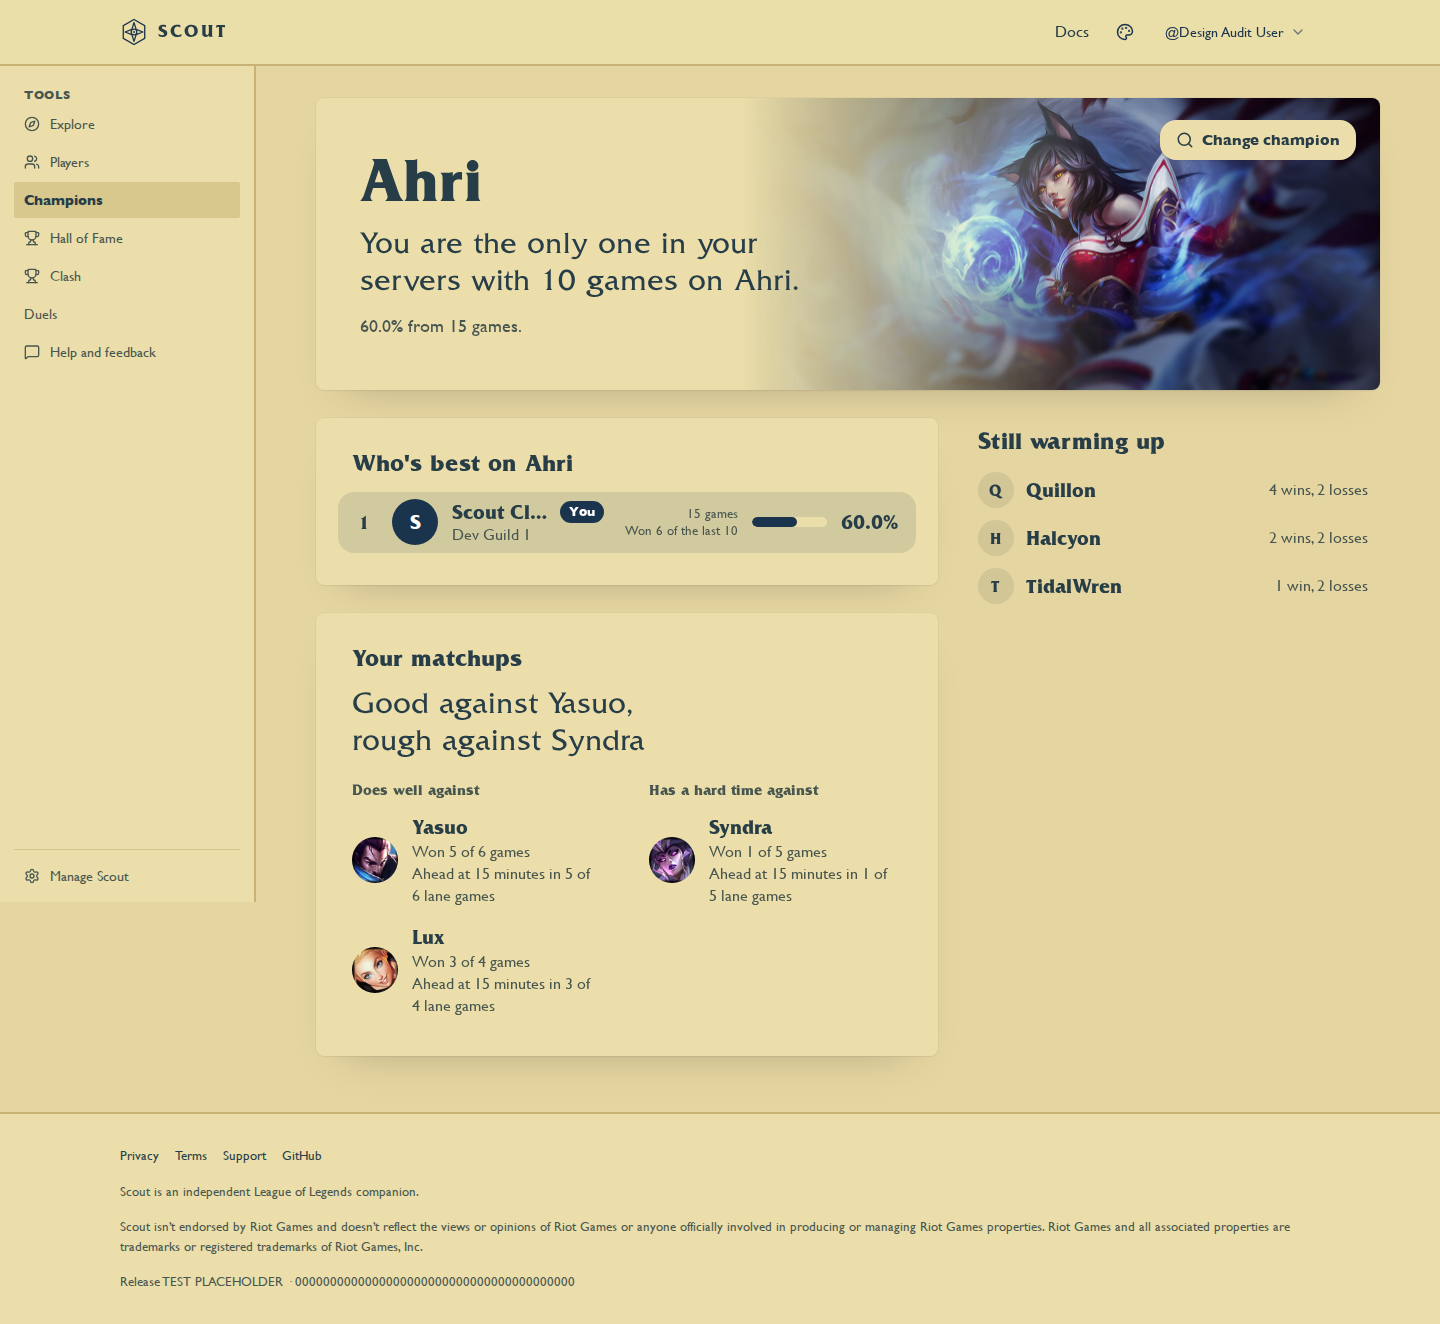 SCOUT
Docs
@Design Audit User
TOOLS
Explore
Players
Champions
Hall of Fame
Clash
Duels
Help and feedback
Manage Scout
Change champion
Ahri
You are the only one in your
servers with 10 games on Ahri.
60.0% from 15 games.
Who's best on Ahri
1
S
Scout Cl...
You
Dev Guild 1
15 games
Won 6 of the last 10
60.0%
Still warming up
Q
Quillon
4 wins, 2 losses
H
Halcyon
2 wins, 2 losses
T
TidalWren
1 win, 2 losses
Your matchups
Good against Yasuo,
rough against Syndra
Does well against
Yasuo
Won 5 of 6 games
Ahead at 15 minutes in 5 of
6 lane games
Lux
Won 3 of 4 games
Ahead at 15 minutes in 3 of
4 lane games
Has a hard time against
Syndra
Won 1 of 5 games
Ahead at 15 minutes in 1 of
5 lane games
Privacy Terms Support GitHub
Scout is an independent League of Legends companion.
Scout isn't endorsed by Riot Games and doesn't reflect the views or opinions of Riot Games or anyone officially involved in producing or managing Riot Games properties. Riot Games and all associated properties are
trademarks or registered trademarks of Riot Games, Inc.
Release TEST PLACEHOLDER · 0000000000000000000000000000000000000000